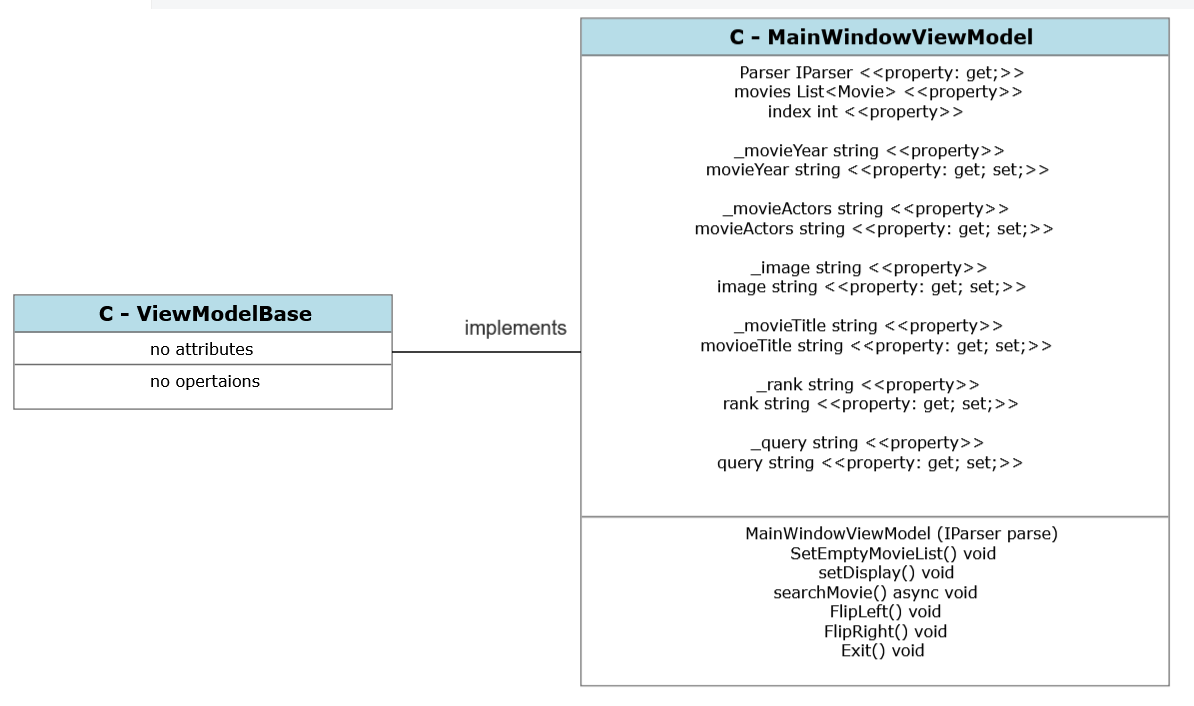 C - MainWindowViewModel
Parser IParser <<property: get;>>
movies List<Movie> <<property>>
index int <<property>>
_movieYear string <<property>>
movieYear string <<property: get; set;>>
_movieActors string <<property>>
movieActors string <<property: get; set;>>
_image string <<property>>
image string <<property: get; set;>>
_movieTitle string <<property>>
movioeTitle string <<property: get; set;>>
_rank string <<property>>
rank string <<property: get; set;>>
_query string <<property>>
query string <<property: get; set;>>
MainWindowViewModel (IParser parse)
SetEmptyMovieList() void
setDisplay() void
searchMovie() async void
FlipLeft() void
FlipRight() void
Exit() void
C - ViewModelBase
no attributes
no opertaions
implements